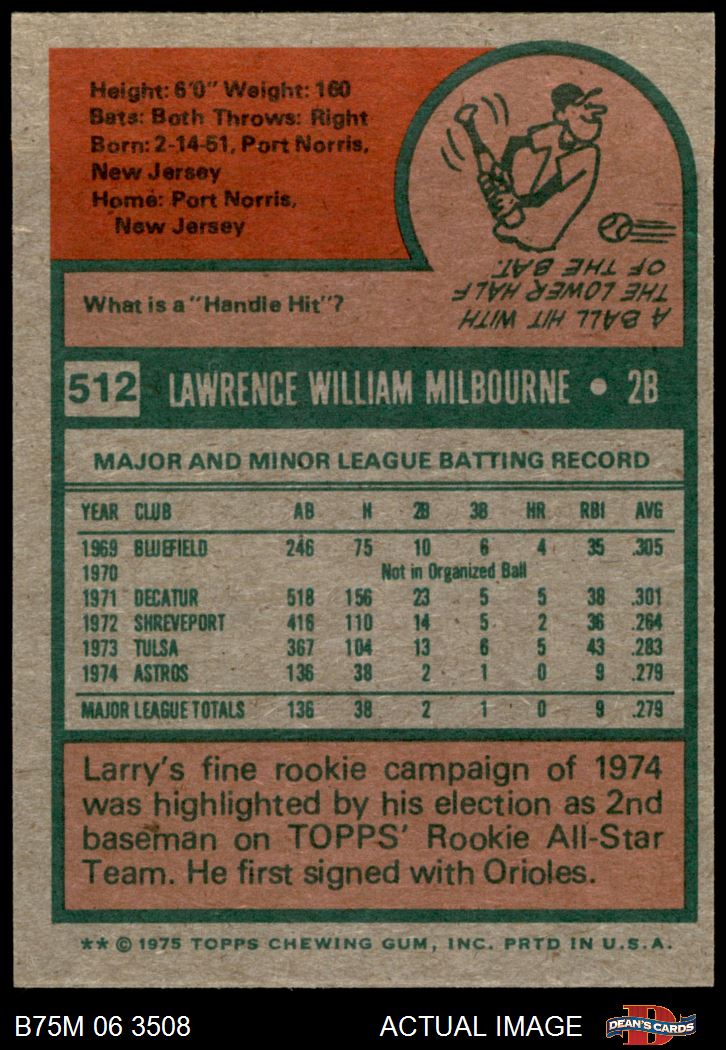 Height: 6'0" Weight: 160
Bats: Both Throws: Right
Born: 2-14-51, Port Norris,
New Jersey
Home: Port Norris,
New Jersey
What is a "Handle Hit"?
A BALL HIT WITH
THE LOWER HALF
OF THE BAT.
512 LAWRENCE WILLIAM MILBOURNE • 2B
MAJOR AND MINOR LEAGUE BATTING RECORD
YEAR CLUB AB H 2B 3B HR RBI AVG
1969 BLUEFIELD 246 75 10 6 4 35 .305
1970 Not in Organized Ball
1971 DECATUR 518 156 23 5 5 38 .301
1972 SHREVEPORT 416 110 14 5 2 36 .264
1973 TULSA 367 104 13 6 5 43 .283
1974 ASTROS 136 38 2 1 0 9 .279
MAJOR LEAGUE TOTALS 136 38 2 1 0 9 .279
Larry's fine rookie campaign of 1974
was highlighted by his election as 2nd
baseman on TOPPS' Rookie All-Star
Team. He first signed with Orioles.
** © 1975 TOPPS CHEWING GUM, INC. PRTD IN U.S.A.
B75M 06 3508 ACTUAL IMAGE DEAN'S CARDS